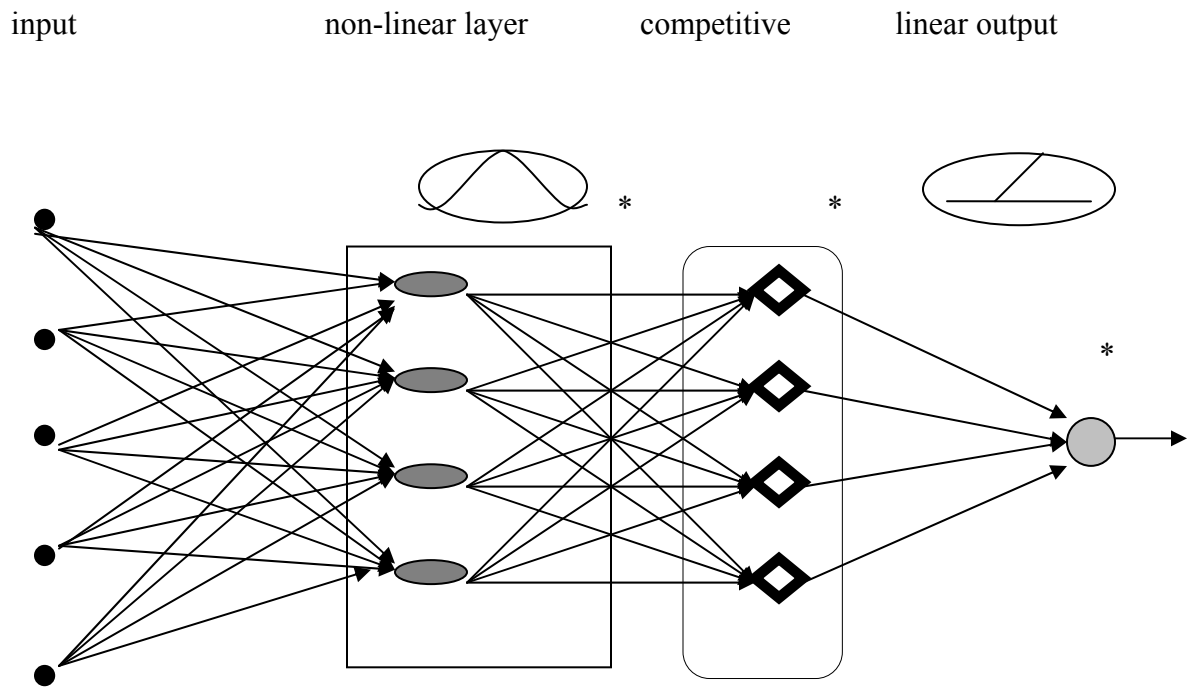 input non-linear layer competitive linear output
* *
*